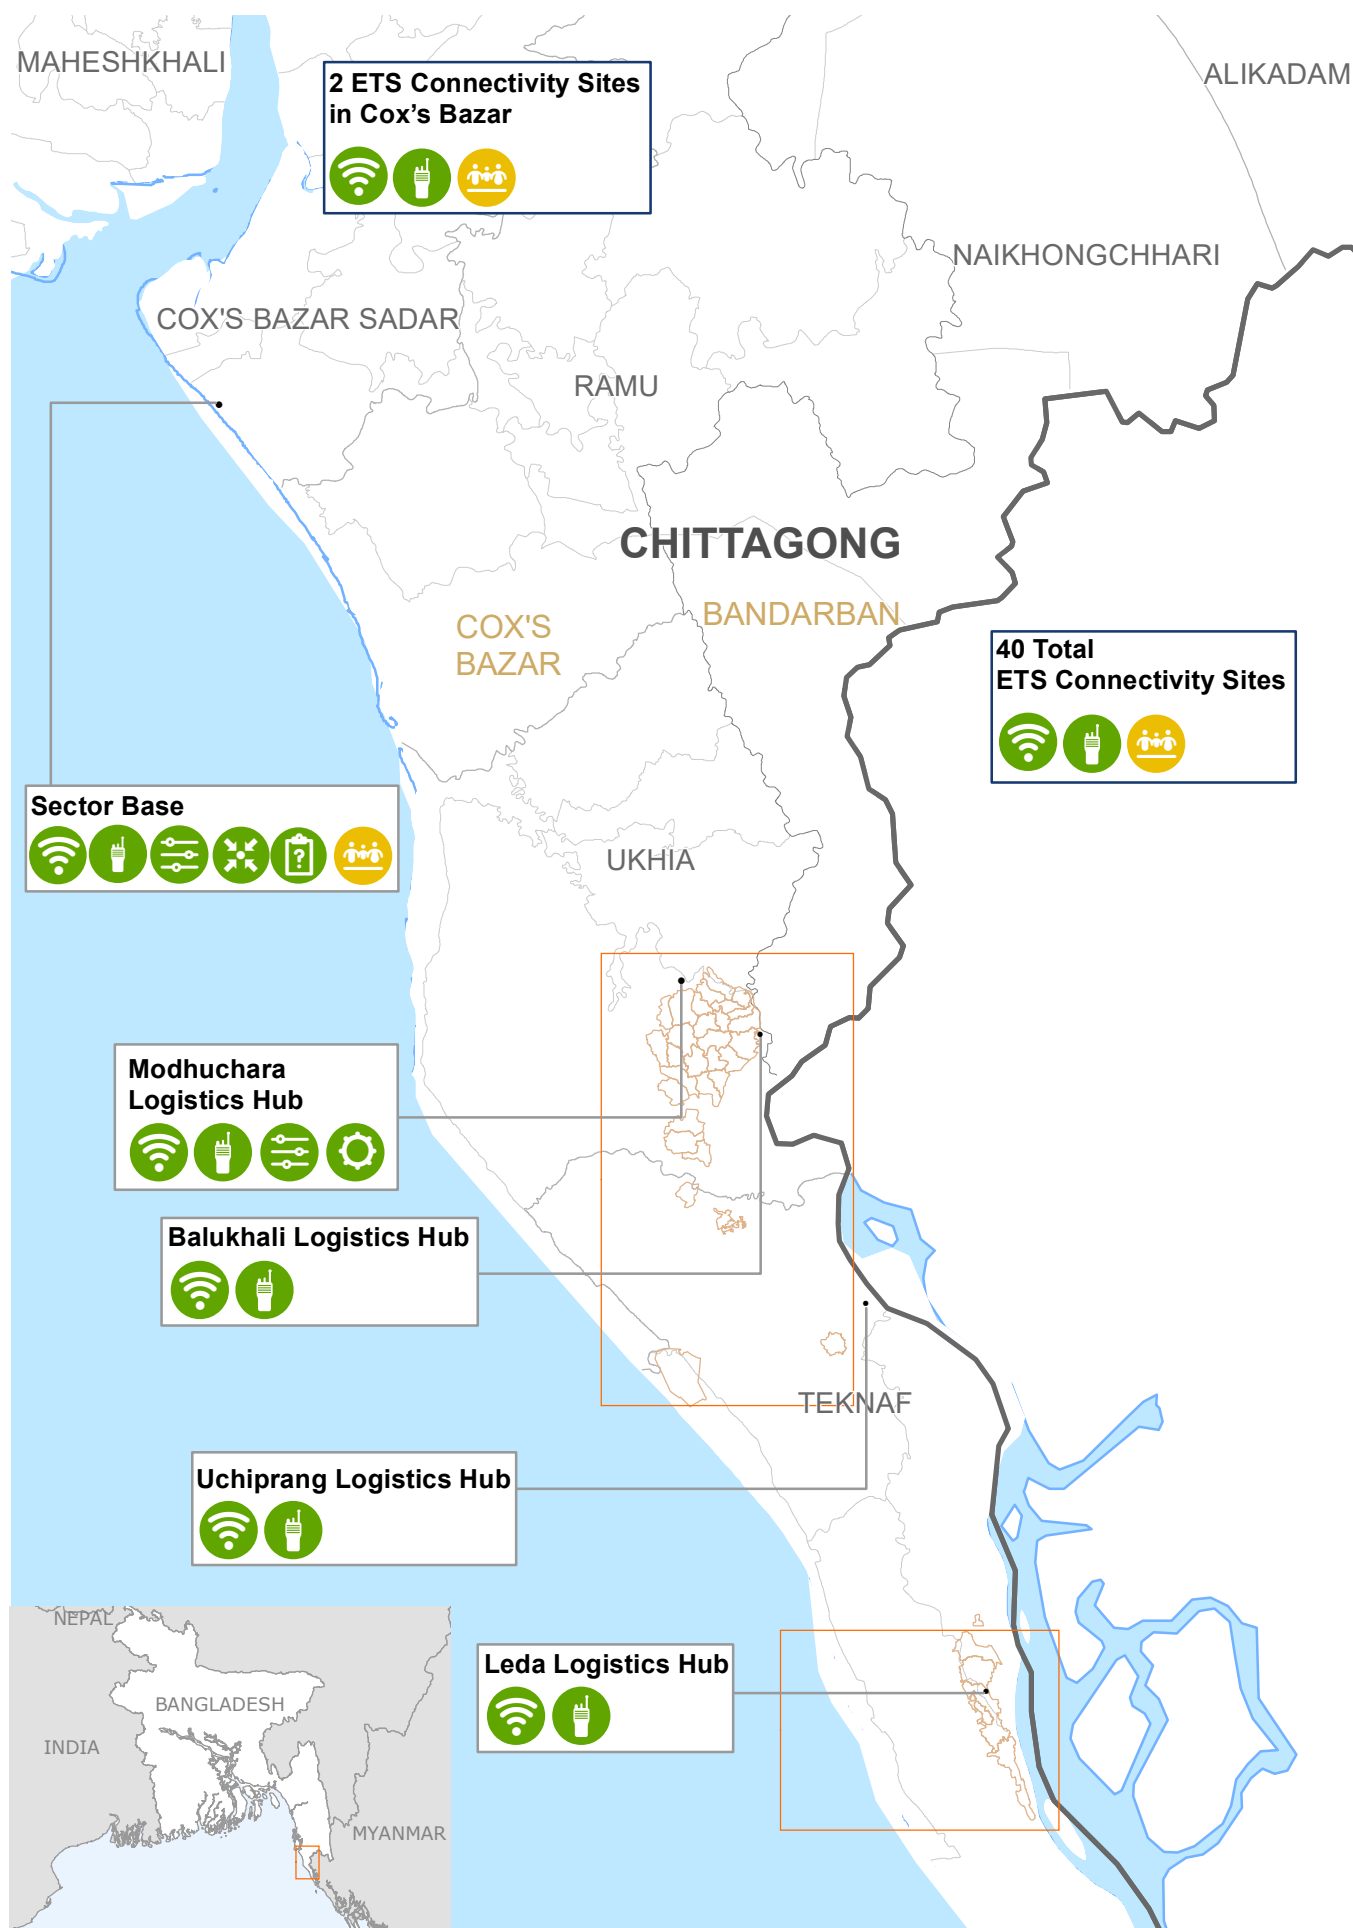 MAHESHKHALI
2 ETS Connectivity Sites
in Cox's Bazar
ALIKADAM
NAIKHONGCHHARI
COX'S BAZAR SADAR
RAMU
CHITTAGONG
COX'S
BAZAR
BANDARBAN
40 Total
ETS Connectivity Sites
Sector Base
?
UKHIA
Modhuchara
Logistics Hub
Balukhali Logistics Hub
TEKNAF
Uchiprang Logistics Hub
Leda Logistics Hub
NEPAL
BANGLADESH
INDIA
MYANMAR